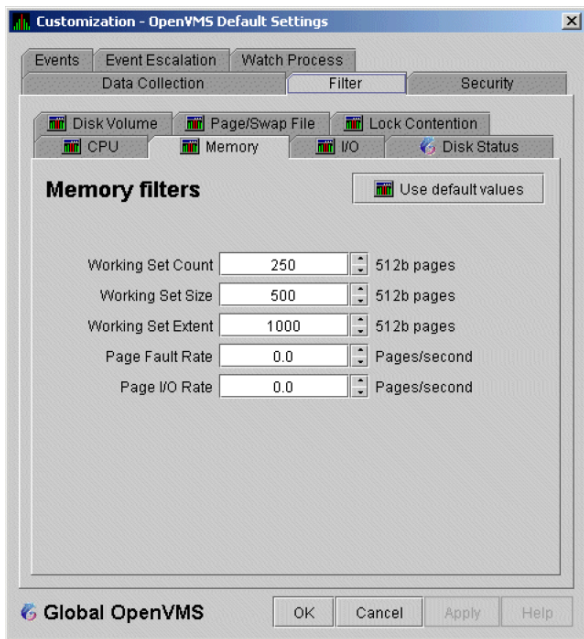 Customization - OpenVMS Default Settings
Events Event Escalation Watch Process
Data Collection Filter Security
Disk Volume Page/Swap File Lock Contention
CPU Memory I/O Disk Status
Memory filters Use default values
Working Set Count 250 512b pages
Working Set Size 500 512b pages
Working Set Extent 1000 512b pages
Page Fault Rate 0.0 Pages/second
Page I/O Rate 0.0 Pages/second
Global OpenVMS OK Cancel Apply Help